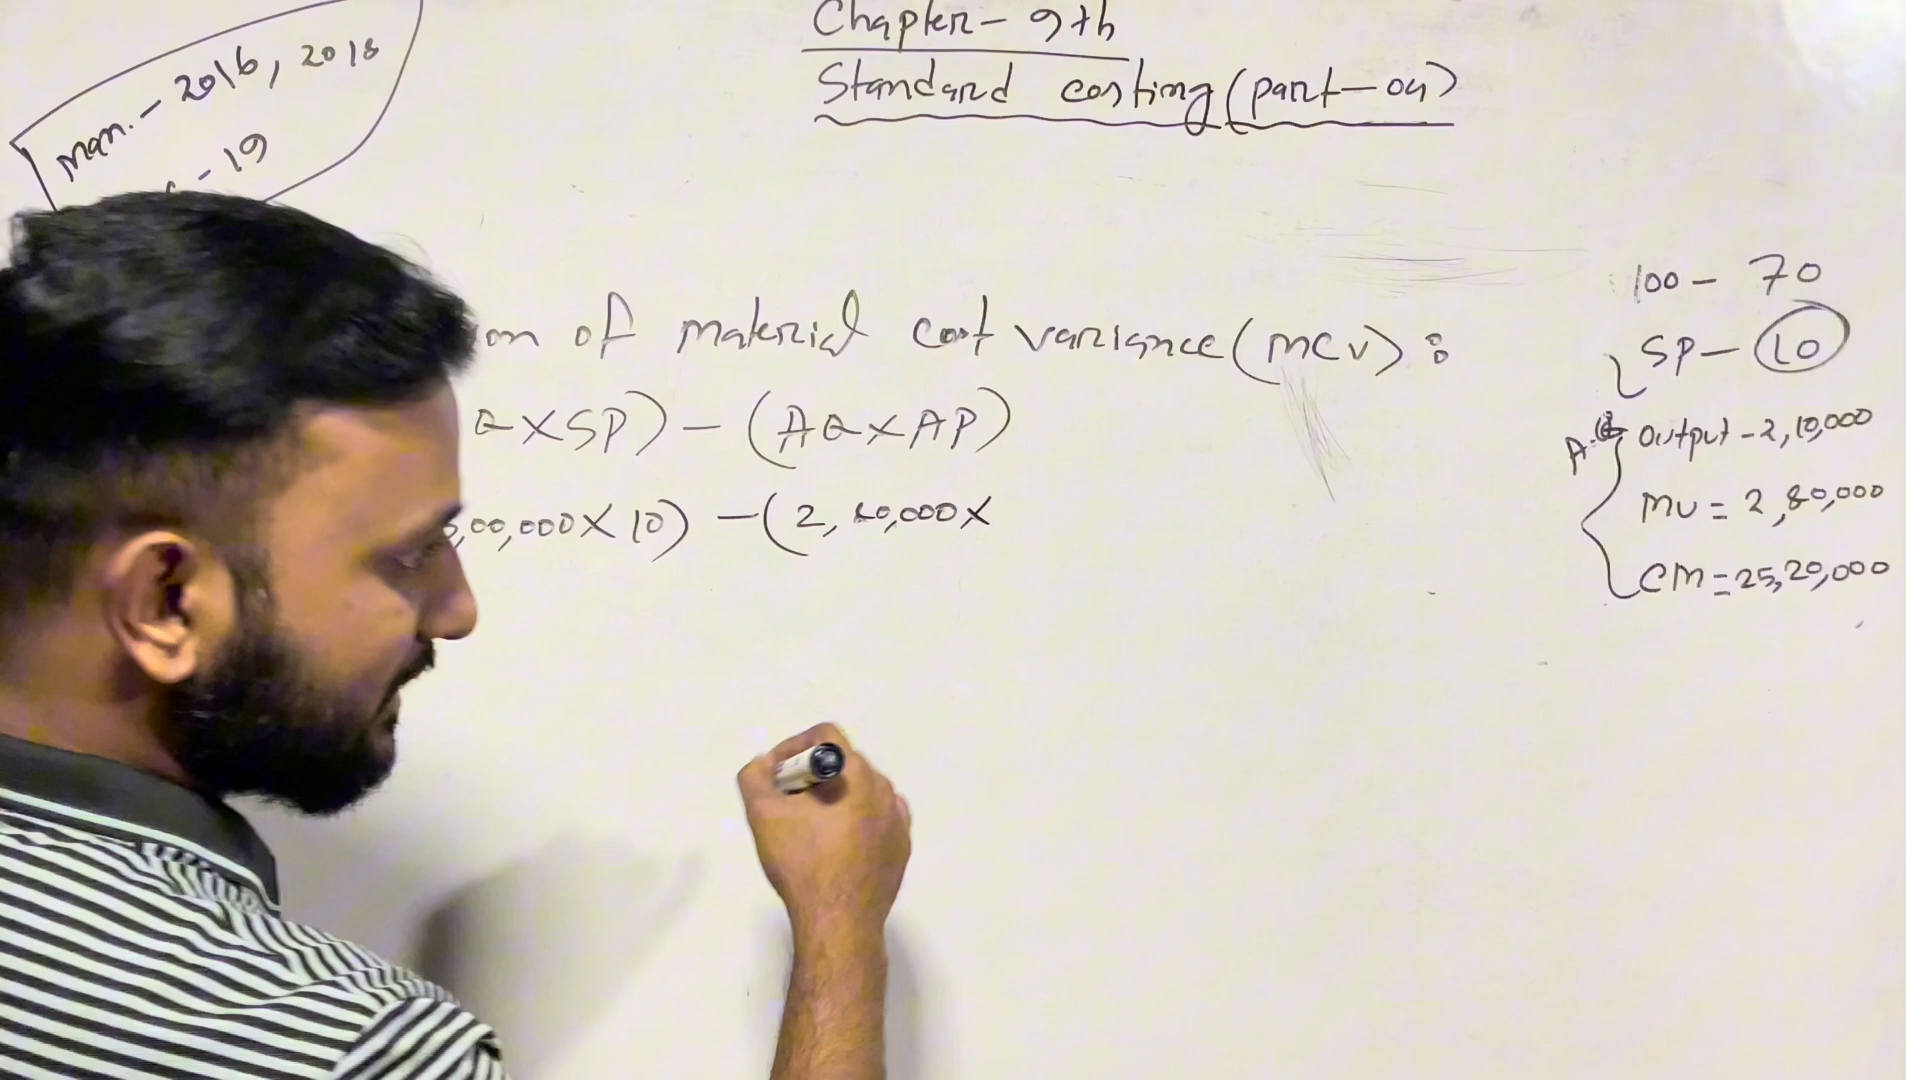 Chapter - 9th
Standard costing (part-04)
man. - 2016, 2018
- 19
on of material cost variance (mcv) :
Q X SP) - (AQ X AP)
,00,000 X 10) - (2, 80,000 X
100 - 70
SP - 10
Output - 2,10,000
MU = 2,80,000
CM = 25,20,000